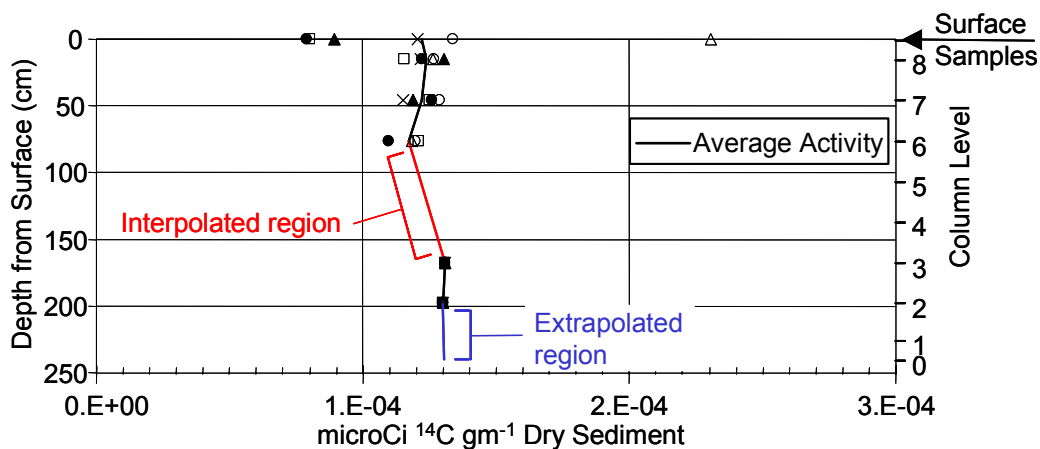 Surface
Samples
0
50
100
150
200
250
Depth from Surface (cm)
8
7
6
5
4
3
2
1
0
Column Level
Average Activity
Interpolated region
Extrapolated
region
0.E+00
1.E-04
2.E-04
3.E-04
microCi ¹⁴C gm⁻¹ Dry Sediment